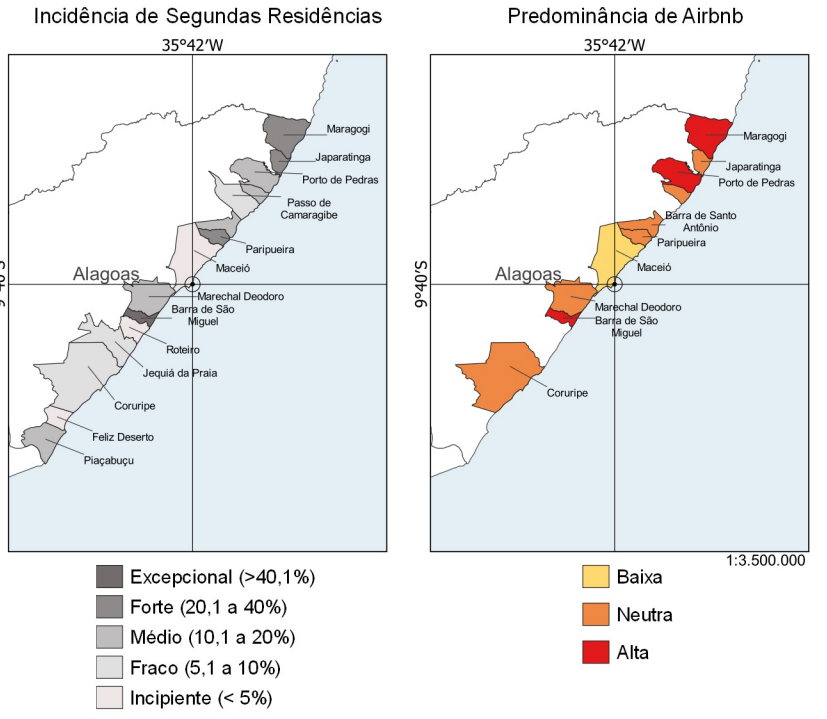 Incidência de Segundas Residências
35°42'W
Maragogi
Japaratinga
Porto de Pedras
Passo de
Camaragibe
Paripueira
Maceió
Alagoas
Marechal Deodoro
Barra de São
Miguel
Roteiro
Jequiá da Praia
Coruripe
Feliz Deserto
Piaçabuçu
Excepcional (>40,1%)
Forte (20,1 a 40%)
Médio (10,1 a 20%)
Fraco (5,1 a 10%)
Incipiente (< 5%)
Predominância de Airbnb
35°42'W
Maragogi
Japaratinga
Porto de Pedras
Barra de Santo
Antônio
Paripueira
Maceió
9°40'S
Alagoas
Marechal Deodoro
Barra de São
Miguel
Coruripe
1:3.500.000
Baixa
Neutra
Alta